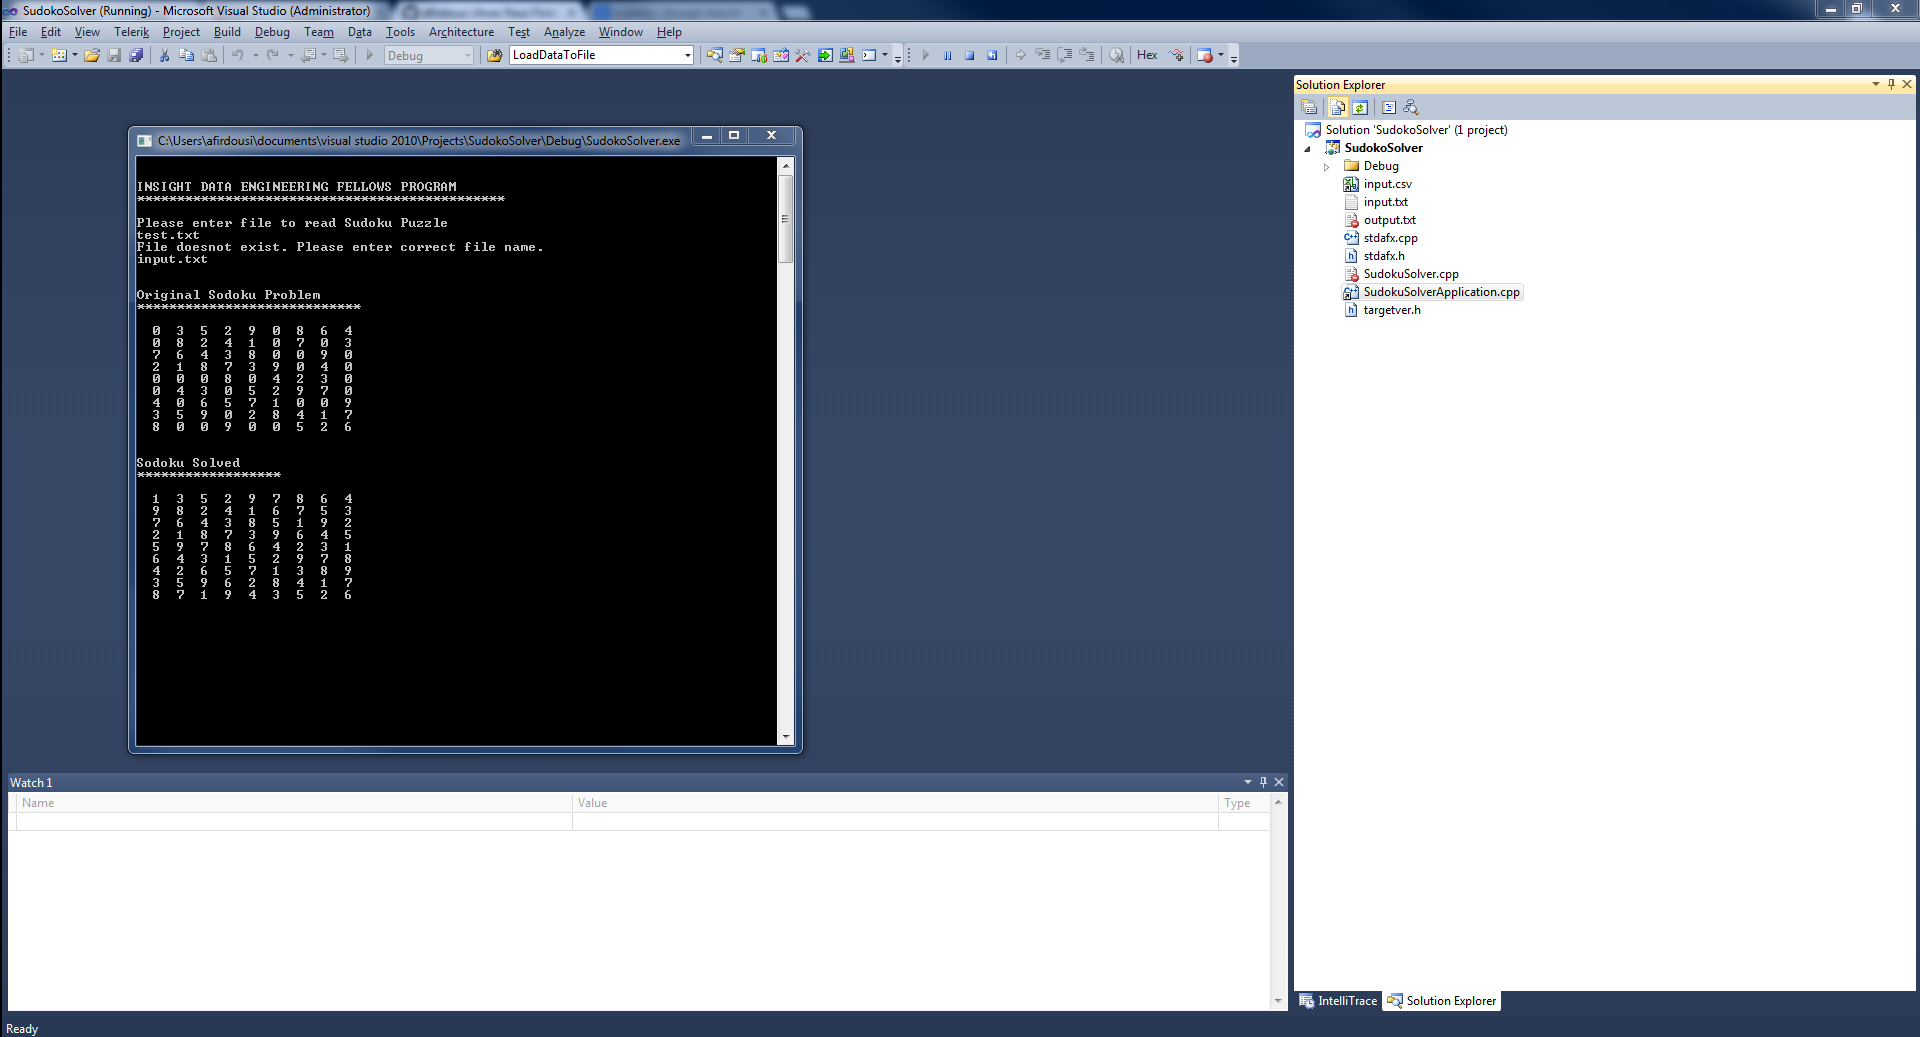 SudokoSolver (Running) - Microsoft Visual Studio (Administrator)
File Edit View Telerik Project Build Debug Team Data Tools Architecture Test Analyze Window Help
Debug LoadDataToFile Hex
C:\Users\afirdousi\documents\visual studio 2010\Projects\SudokoSolver\Debug\SudokoSolver.exe
INSIGHT DATA ENGINEERING FELLOWS PROGRAM
**********************************************
Please enter file to read Sudoku Puzzle
test.txt
File doesnot exist. Please enter correct file name.
input.txt
Original Sodoku Problem
****************************
0 3 5 2 9 0 8 6 4
0 8 2 4 1 0 7 0 3
7 6 4 3 8 0 0 9 0
2 1 8 7 3 9 0 4 0
0 0 0 8 0 4 2 3 0
0 4 3 0 5 2 9 7 0
4 0 6 5 7 1 0 0 9
3 5 9 0 2 8 4 1 7
8 0 0 9 0 0 5 2 6
Sodoku Solved
******************
1 3 5 2 9 7 8 6 4
9 8 2 4 1 6 7 5 3
7 6 4 3 8 5 1 9 2
2 1 8 7 3 9 6 4 5
5 9 7 8 6 4 2 3 1
6 4 3 1 5 2 9 7 8
4 2 6 5 7 1 3 8 9
3 5 9 6 2 8 4 1 7
8 7 1 9 4 3 5 2 6
Watch 1
Name Value Type
Solution Explorer
Solution 'SudokoSolver' (1 project)
SudokoSolver
Debug
input.csv
input.txt
output.txt
stdafx.cpp
stdafx.h
SudokuSolver.cpp
SudokuSolverApplication.cpp
targetver.h
IntelliTrace Solution Explorer
Ready